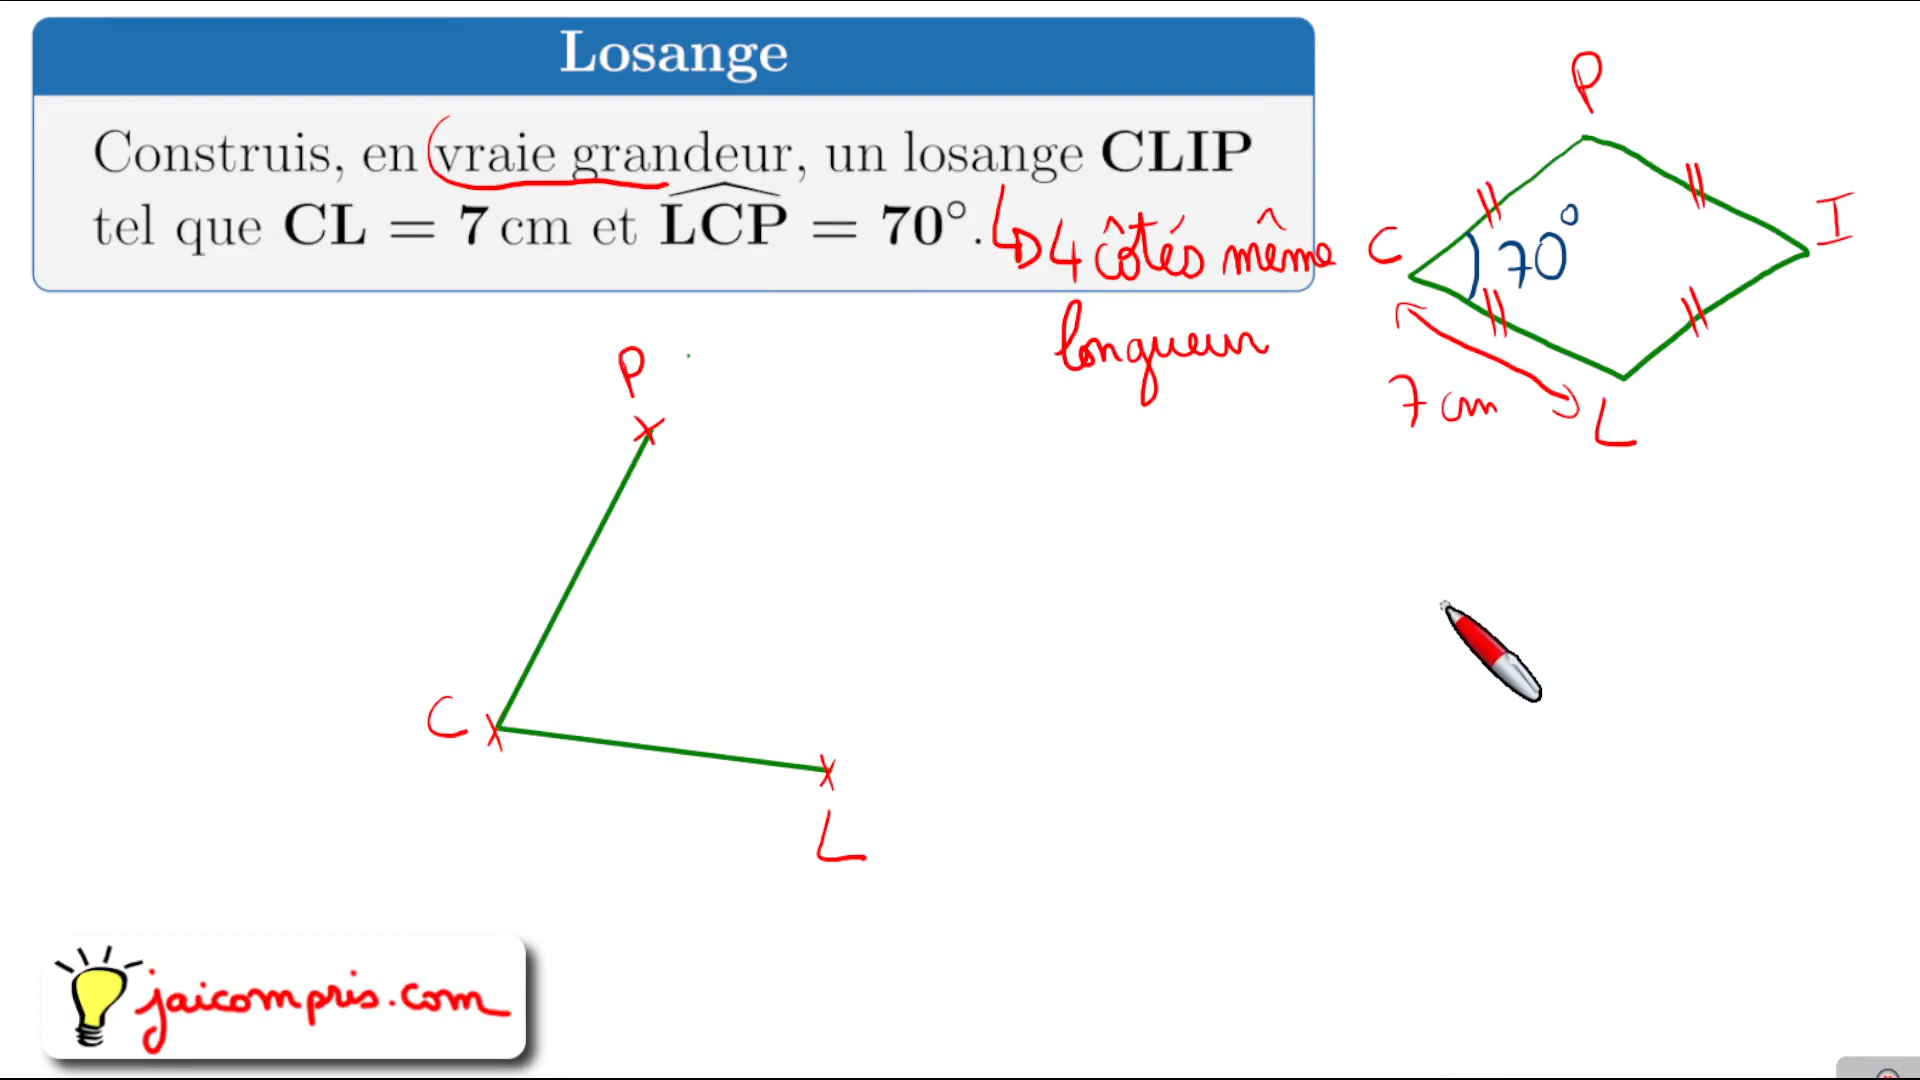 Losange
Construis, en vraie grandeur, un losange CLIP
tel que CL = 7 cm et LCP = 70°.
4 côtés même
longueur
P
C
70°
I
7 cm
L
P
C
L
jaicompris.com